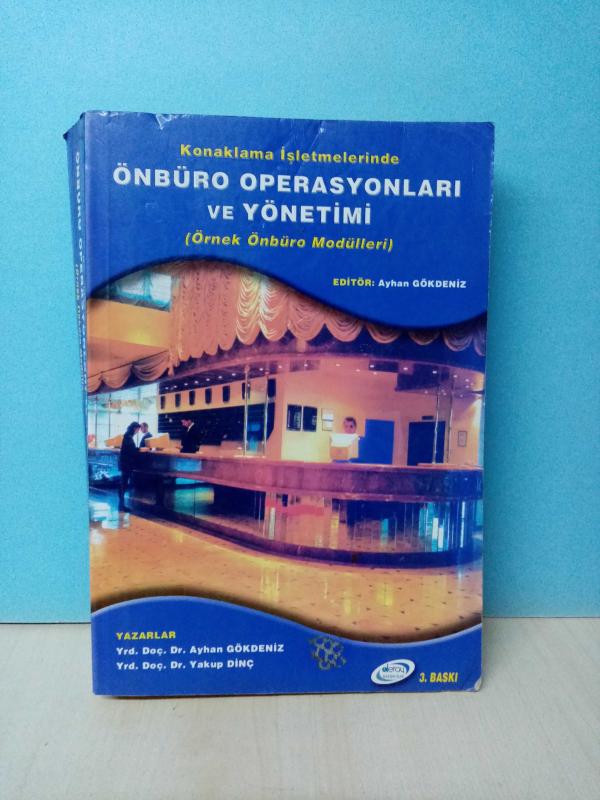 Konaklama İşletmelerinde
ÖNBÜRO OPERASYONLARI
VE YÖNETİMİ
(Örnek Önbüro Modülleri)
EDİTÖR: Ayhan GÖKDENİZ
YAZARLAR
Yrd. Doç. Dr. Ayhan GÖKDENİZ
Yrd. Doç. Dr. Yakup DİNÇ
3. BASKI
ÖNBÜRO